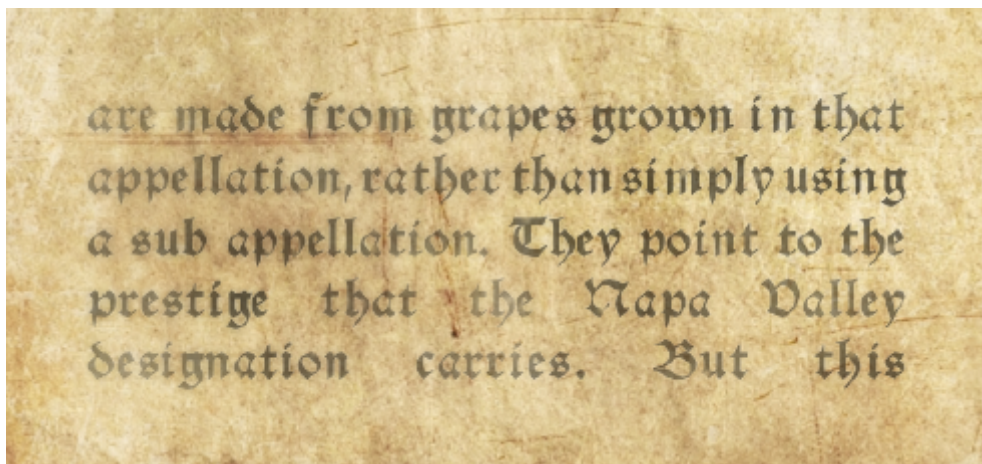 are made from grapes grown in that
appellation, rather than simply using
a sub appellation. They point to the
prestige that the Napa Valley
designation carries. But this